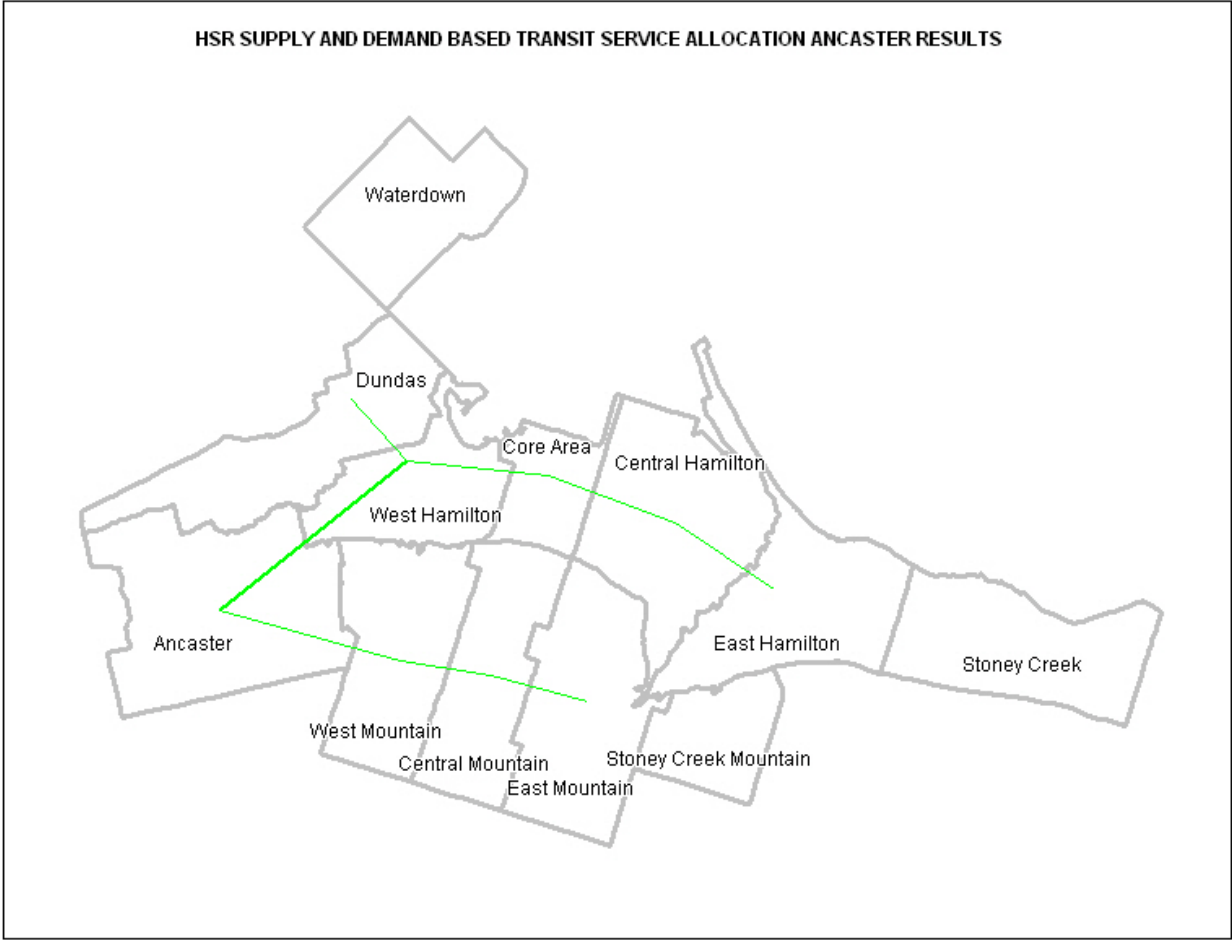 HSR SUPPLY AND DEMAND BASED TRANSIT SERVICE ALLOCATION ANCASTER RESULTS
Waterdown
Dundas
Core Area
Central Hamilton
West Hamilton
Ancaster
East Hamilton
Stoney Creek
West Mountain
Central Mountain
Stoney Creek Mountain
East Mountain